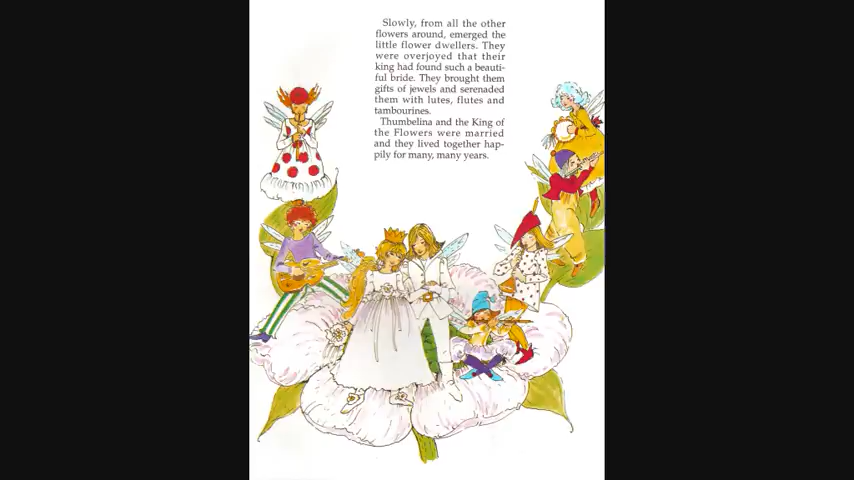 Slowly, from all the other
flowers around, emerged the
little flower dwellers. They
were overjoyed that their
king had found such a beauti-
ful bride. They brought them
gifts of jewels and serenaded
them with lutes, flutes and
tambourines.
Thumbelina and the King of
the Flowers were married
and they lived together hap-
pily for many, many years.